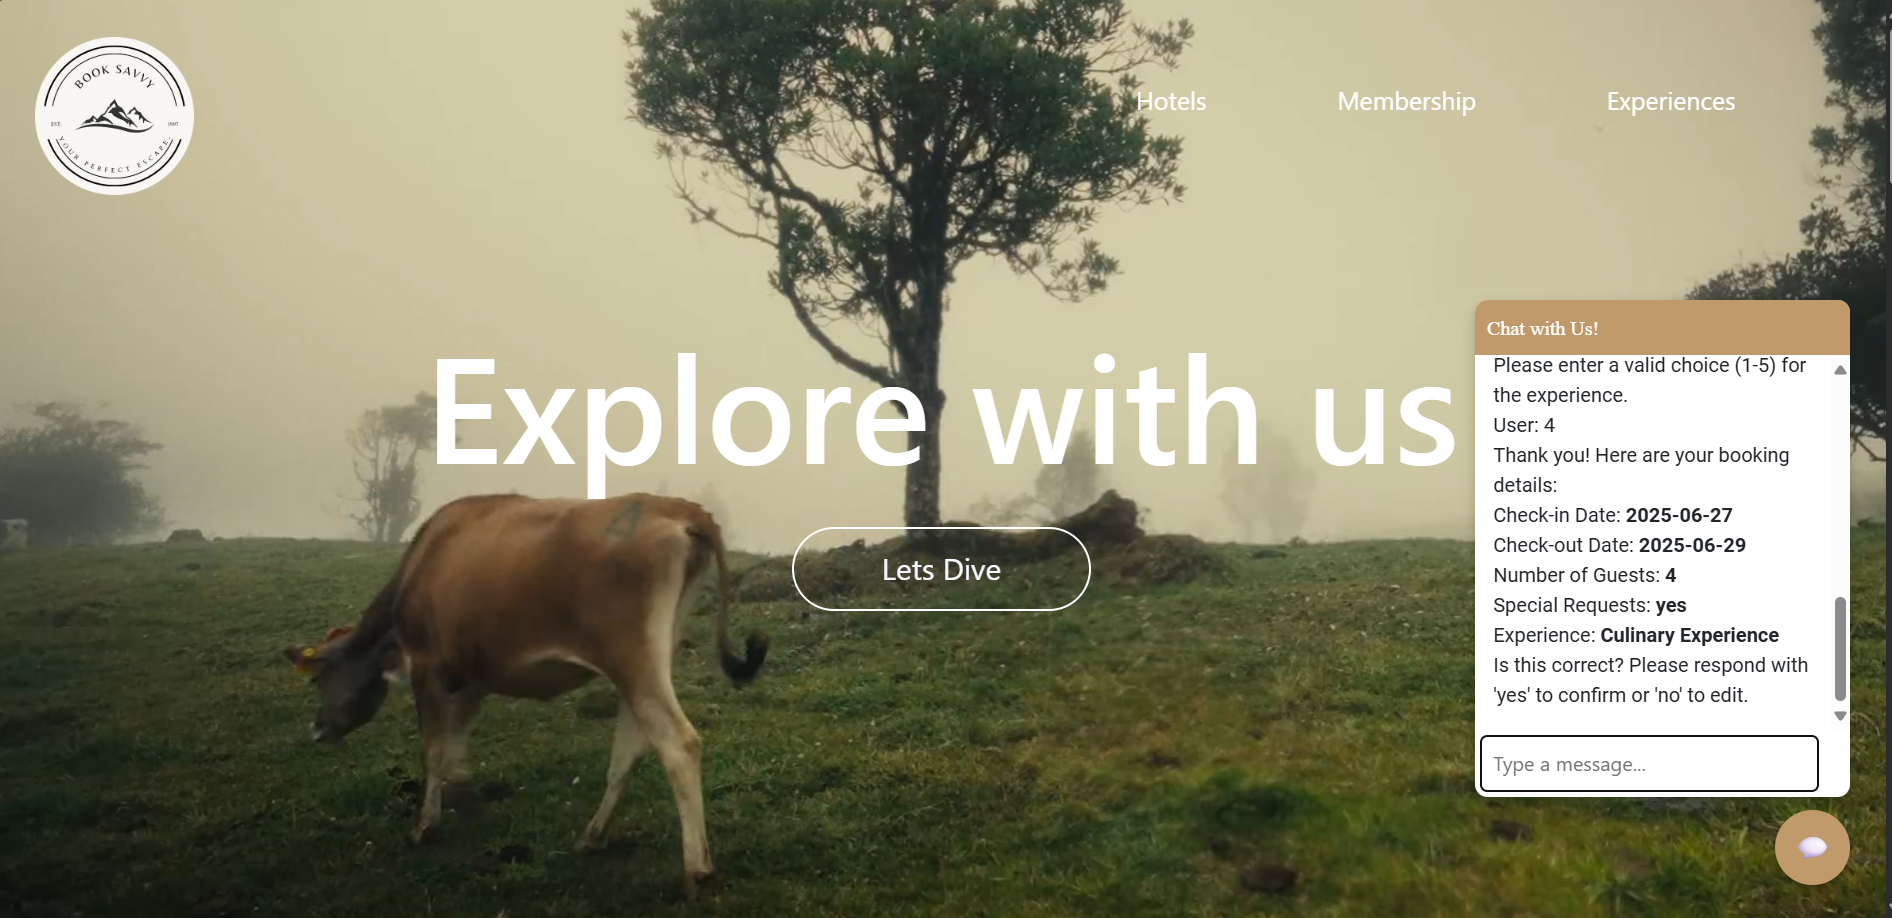 BOOK SAVVY
EST. 1997
YOUR PERFECT ESCAPE
Hotels
Membership
Experiences
Explore with us
4
Lets Dive
Chat with Us!
Please enter a valid choice (1-5) for
the experience.
User: 4
Thank you! Here are your booking
details:
Check-in Date: 2025-06-27
Check-out Date: 2025-06-29
Number of Guests: 4
Special Requests: yes
Experience: Culinary Experience
Is this correct? Please respond with
'yes' to confirm or 'no' to edit.
Type a message...